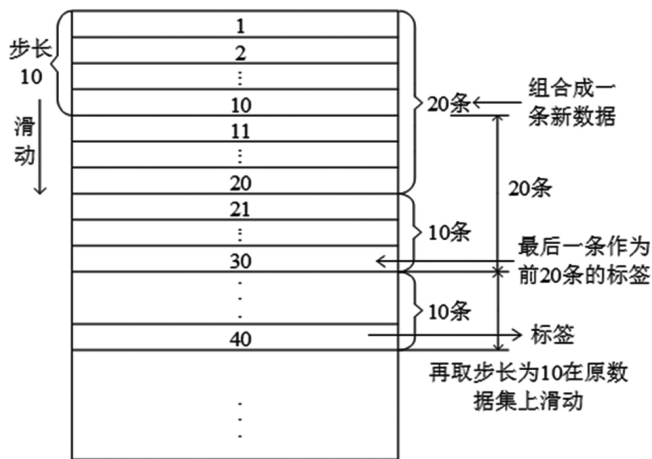 步长
10
滑
动
1
2
⋮
10
11
⋮
20
21
⋮
30
⋮
40
⋮
20条
组合成一
条新数据
20条
10条
最后一条作为
前20条的标签
10条
标签
再取步长为10在原数
据集上滑动